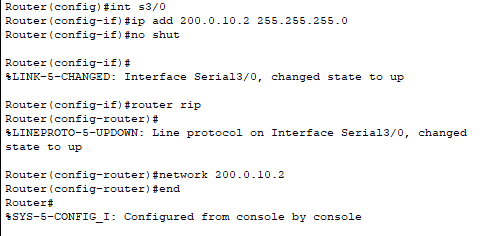 Router(config)#int s3/0
Router(config-if)#ip add 200.0.10.2 255.255.255.0
Router(config-if)#no shut
Router(config-if)#
%LINK-5-CHANGED: Interface Serial3/0, changed state to up
Router(config-if)#router rip
Router(config-router)#
%LINEPROTO-5-UPDOWN: Line protocol on Interface Serial3/0, changed
state to up
Router(config-router)#network 200.0.10.2
Router(config-router)#end
Router#
%SYS-5-CONFIG_I: Configured from console by console